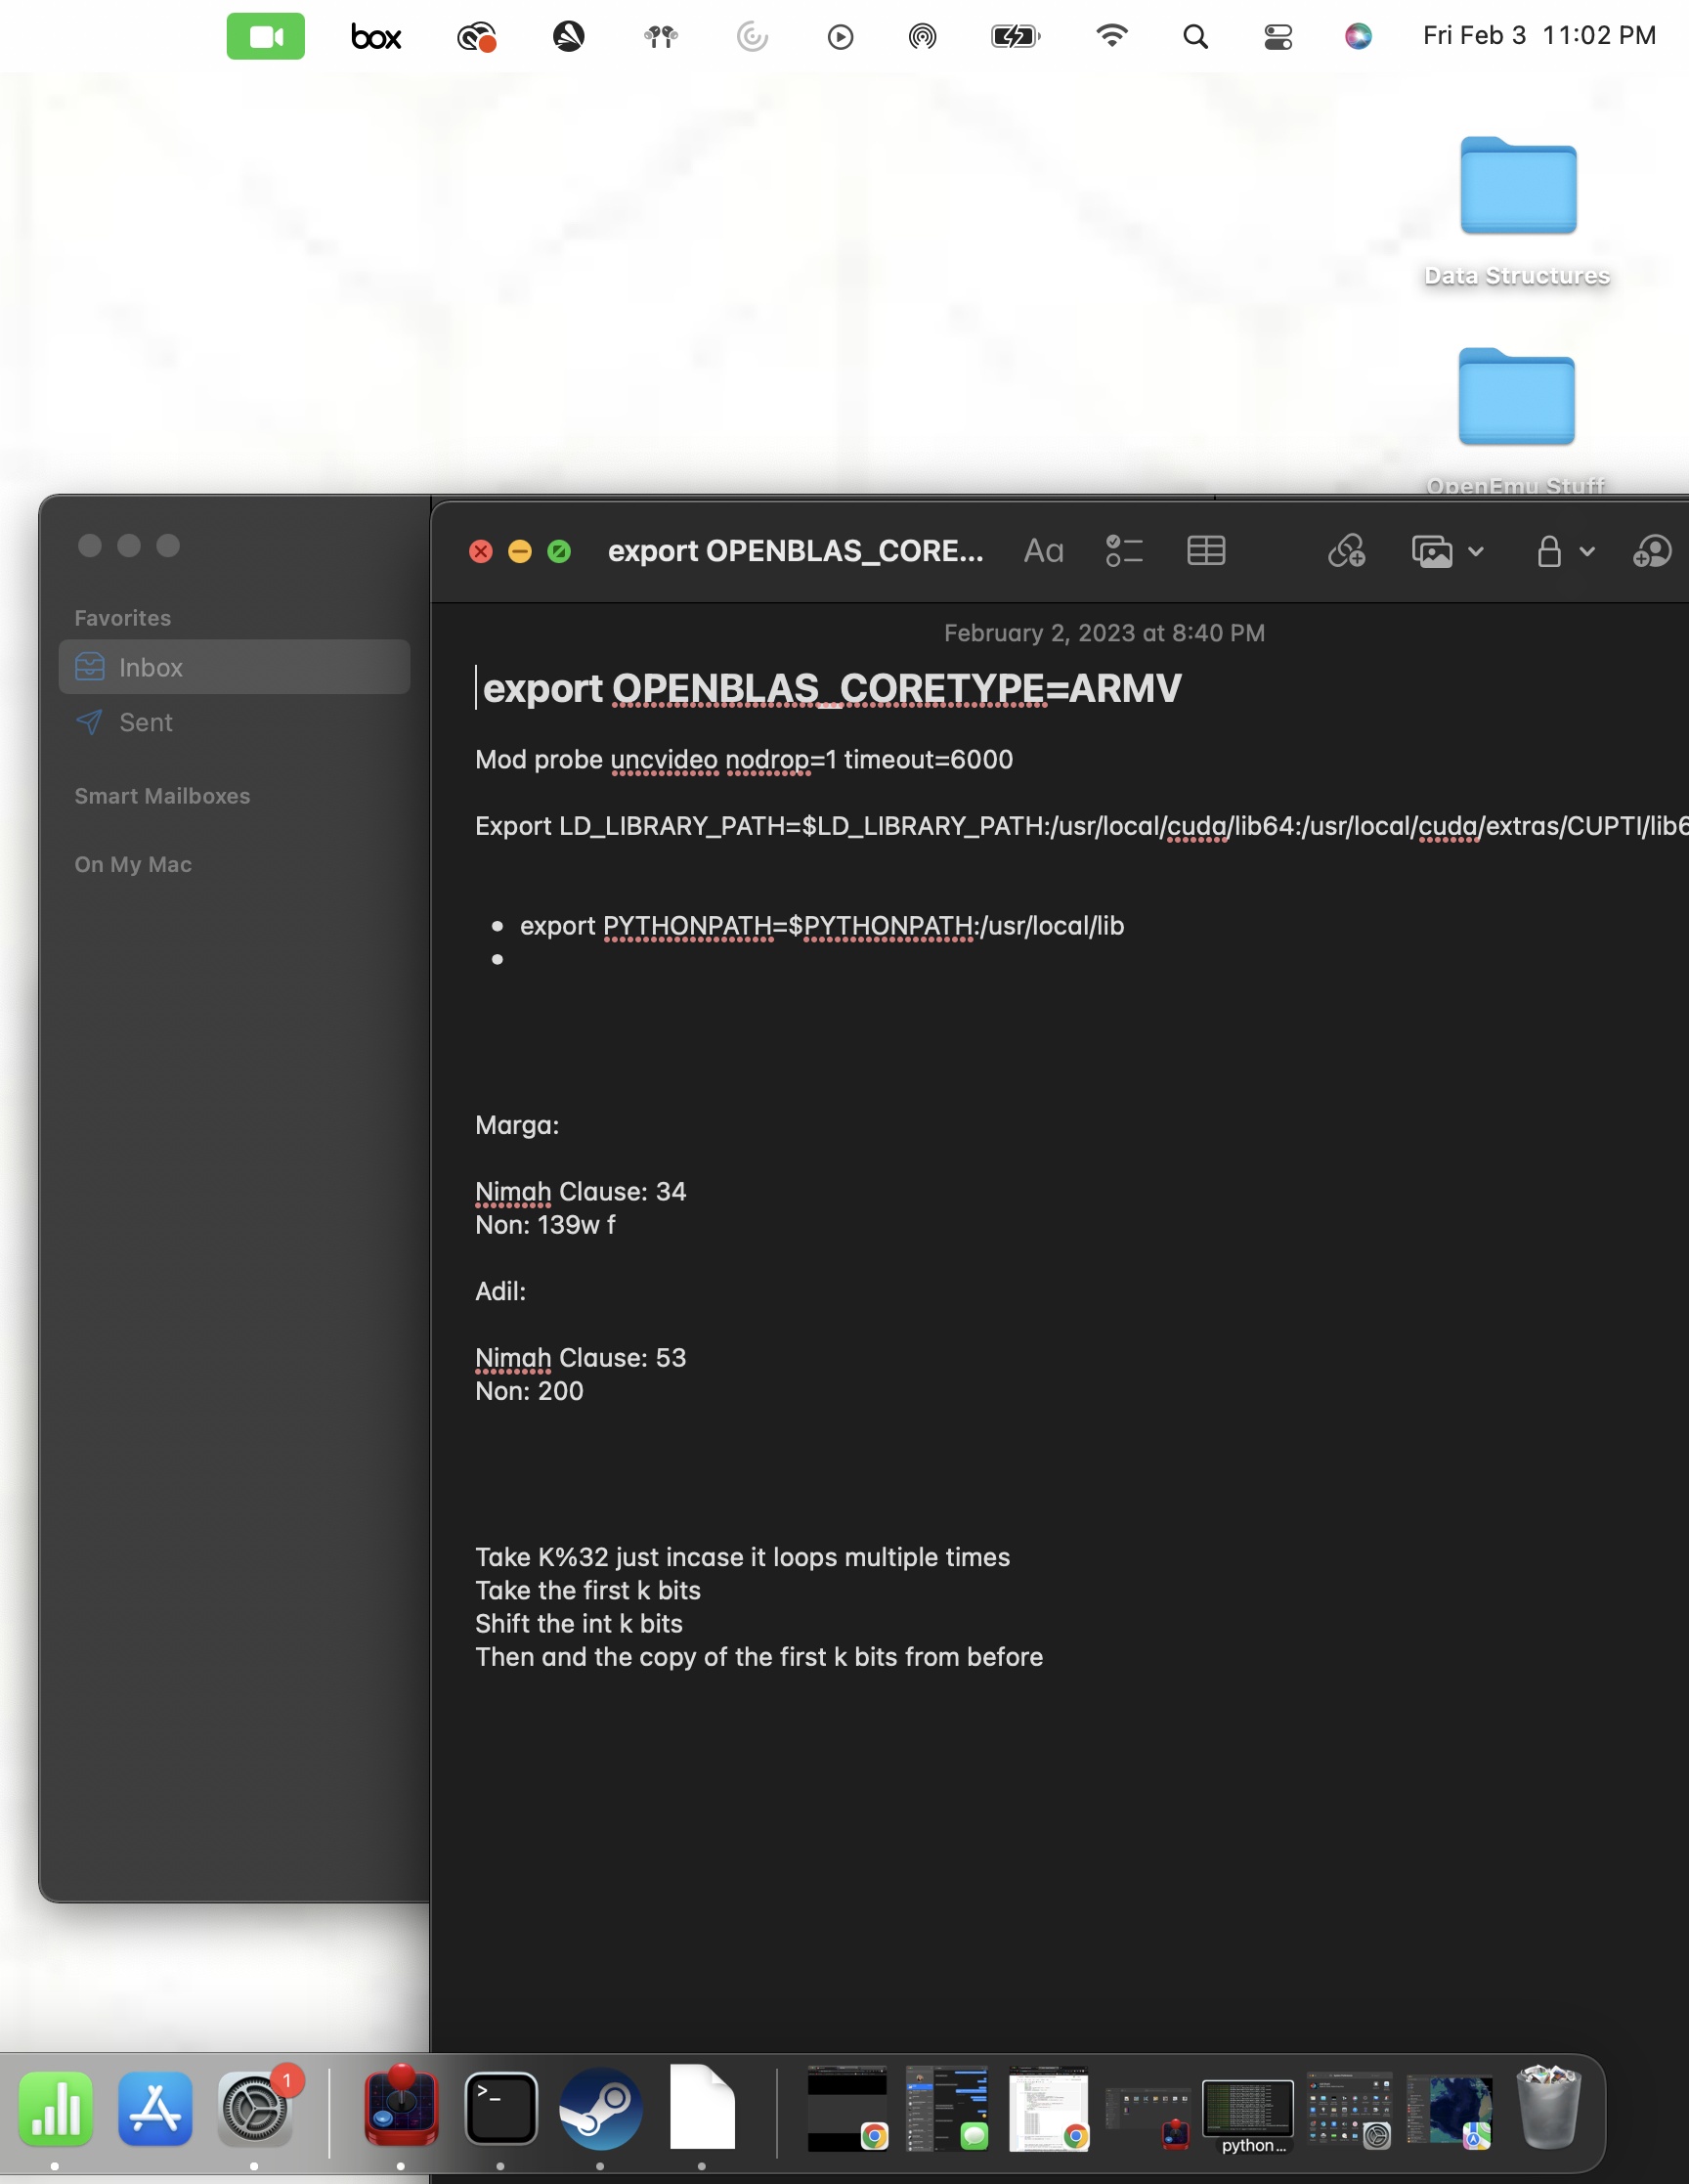 box
Fri Feb 3 11:02 PM
Data Structures
OpenEmu Stuff
export OPENBLAS_CORE...
Aa
Favorites
Inbox
Sent
Smart Mailboxes
On My Mac
February 2, 2023 at 8:40 PM
export OPENBLAS_CORETYPE=ARMV
Mod probe uncvideo nodrop=1 timeout=6000
Export LD_LIBRARY_PATH=$LD_LIBRARY_PATH:/usr/local/cuda/lib64:/usr/local/cuda/extras/CUPTI/lib6
• export PYTHONPATH=$PYTHONPATH:/usr/local/lib
•
Marga:
Nimah Clause: 34
Non: 139w f
Adil:
Nimah Clause: 53
Non: 200
Take K%32 just incase it loops multiple times
Take the first k bits
Shift the int k bits
Then and the copy of the first k bits from before
1
>_
python...